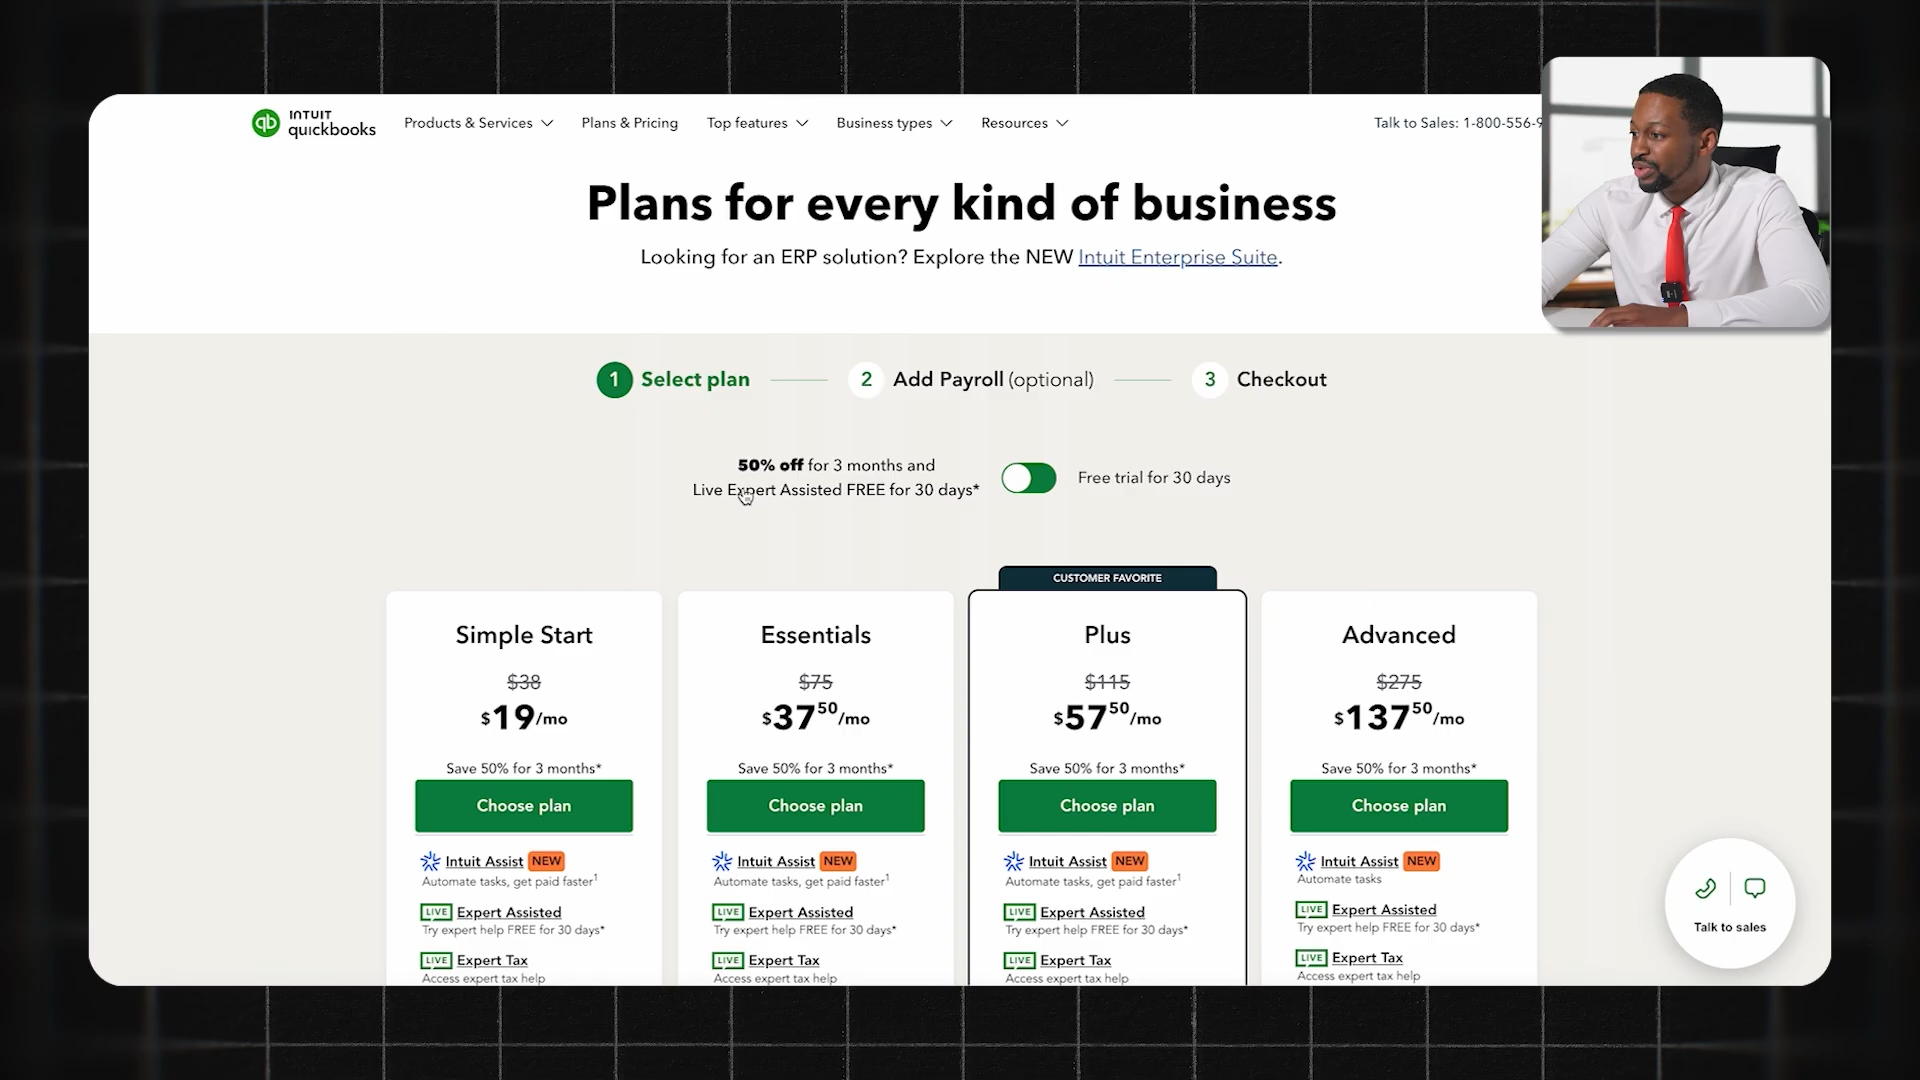 INTUIT
quickbooks
Products & Services
Plans & Pricing
Top features
Business types
Resources
Talk to Sales: 1-800-556-9
Plans for every kind of business
Looking for an ERP solution? Explore the NEW Intuit Enterprise Suite.
1 Select plan
2 Add Payroll (optional)
3 Checkout
50% off for 3 months and
Live Expert Assisted FREE for 30 days*
Free trial for 30 days
Simple Start
$38
$19/mo
Save 50% for 3 months*
Choose plan
Intuit Assist NEW
Automate tasks, get paid faster1
LIVE Expert Assisted
Try expert help FREE for 30 days*
LIVE Expert Tax
Access expert tax help
Essentials
$75
$37 50/mo
Save 50% for 3 months*
Choose plan
Intuit Assist NEW
Automate tasks, get paid faster1
LIVE Expert Assisted
Try expert help FREE for 30 days*
LIVE Expert Tax
Access expert tax help
CUSTOMER FAVORITE
Plus
$115
$57 50/mo
Save 50% for 3 months*
Choose plan
Intuit Assist NEW
Automate tasks, get paid faster1
LIVE Expert Assisted
Try expert help FREE for 30 days*
LIVE Expert Tax
Access expert tax help
Advanced
$275
$137 50/mo
Save 50% for 3 months*
Choose plan
Intuit Assist NEW
Automate tasks
LIVE Expert Assisted
Try expert help FREE for 30 days*
LIVE Expert Tax
Access expert tax help
Talk to sales